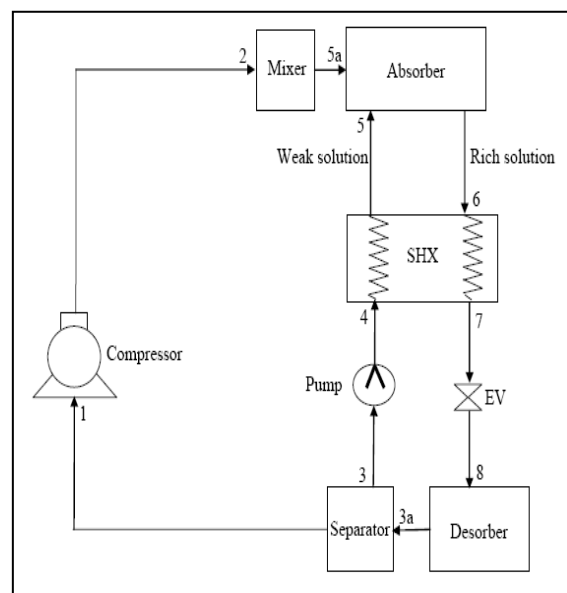 2
Mixer
5a
Absorber
5
Weak solution
Rich solution
6
SHX
4
7
Compressor
Pump
EV
1
3
8
Separator
3a
Desorber